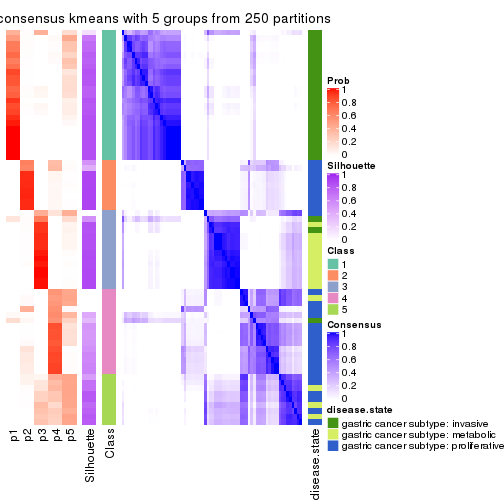 consensus kmeans with 5 groups from 250 partitions
Prob
1
0.8
0.6
0.4
0.2
0
Silhouette
1
0.8
0.6
0.4
0.2
0
Class
1
2
3
4
5
Consensus
1
0.8
0.6
0.4
0.2
0
disease.state
gastric cancer subtype: invasive
gastric cancer subtype: metabolic
gastric cancer subtype: proliferative
p1
p2
p3
p4
p5
Silhouette
Class
disease.state